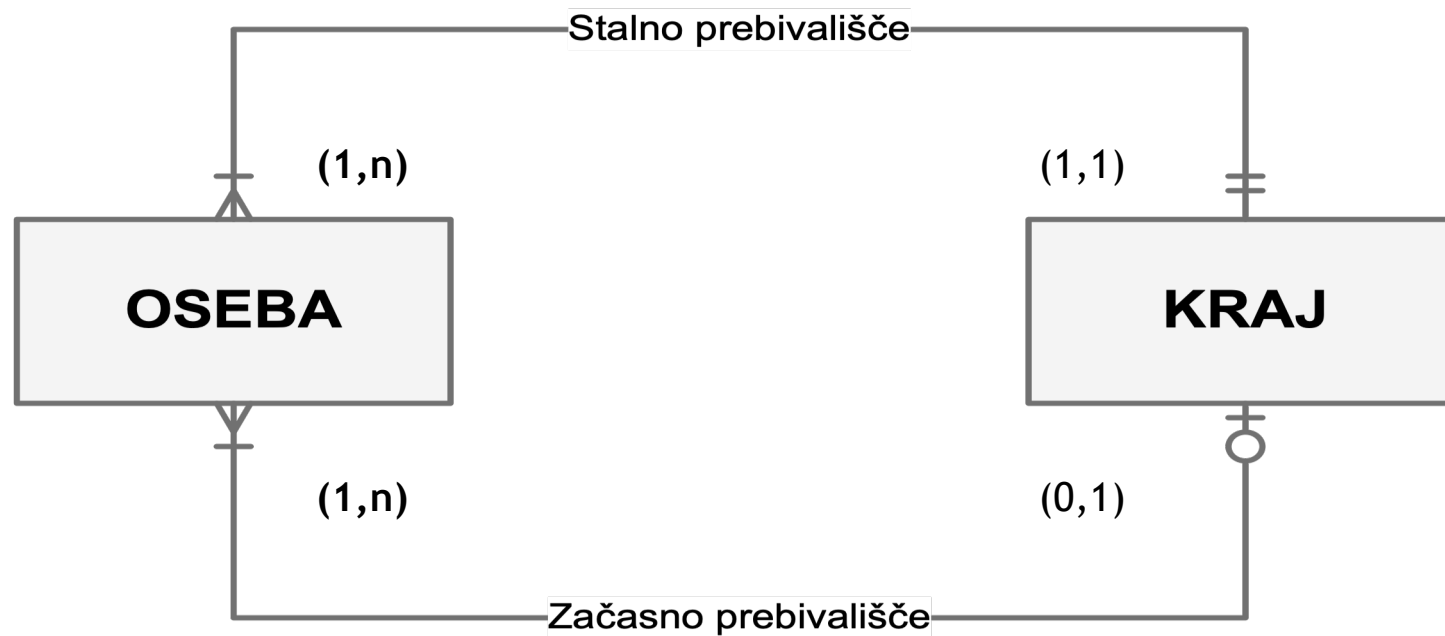 Stalno prebivališče
(1,n)
(1,1)
OSEBA
KRAJ
(1,n)
(0,1)
Začasno prebivališče